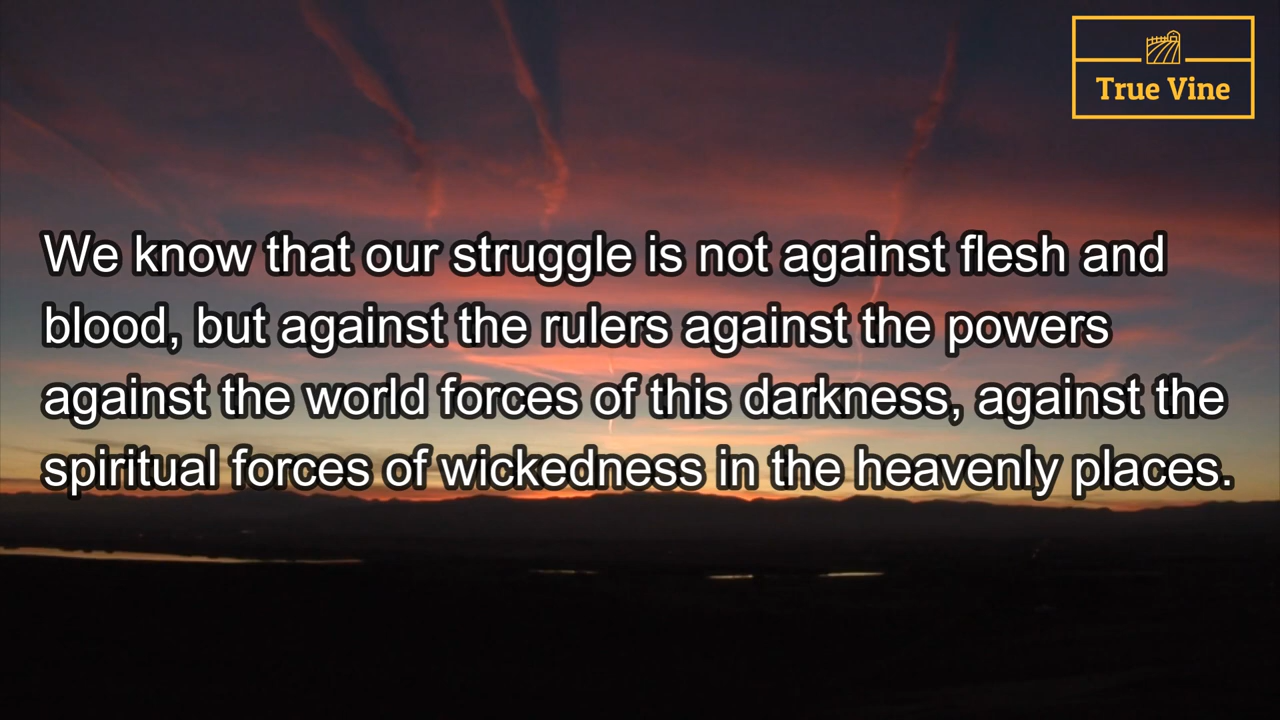 True Vine
We know that our struggle is not against flesh and
blood, but against the rulers against the powers
against the world forces of this darkness, against the
spiritual forces of wickedness in the heavenly places.